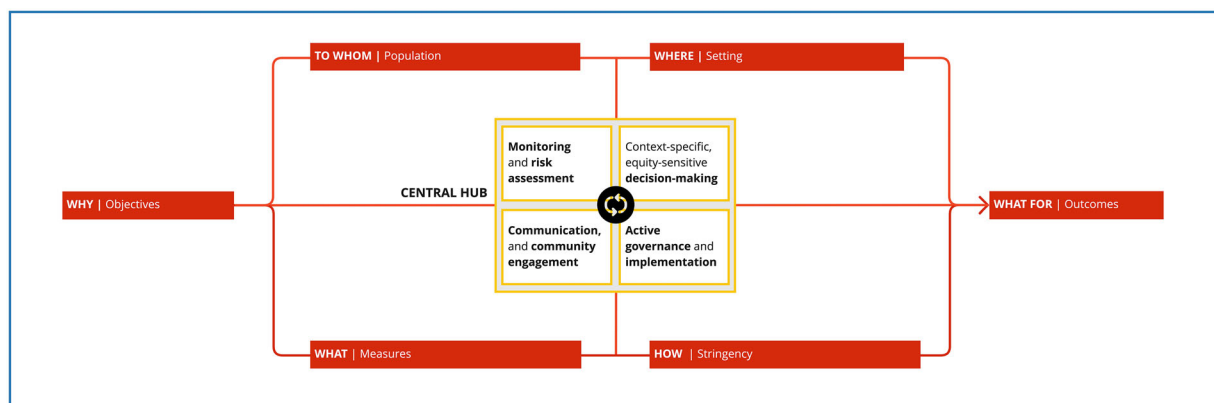 TO WHOM | Population
WHERE | Setting
Monitoring
and risk
assessment
Context-specific,
equity-sensitive
decision-making
CENTRAL HUB
WHY | Objectives
WHAT FOR | Outcomes
Communication,
and community
engagement
Active
governance and
implementation
WHAT | Measures
HOW | Stringency